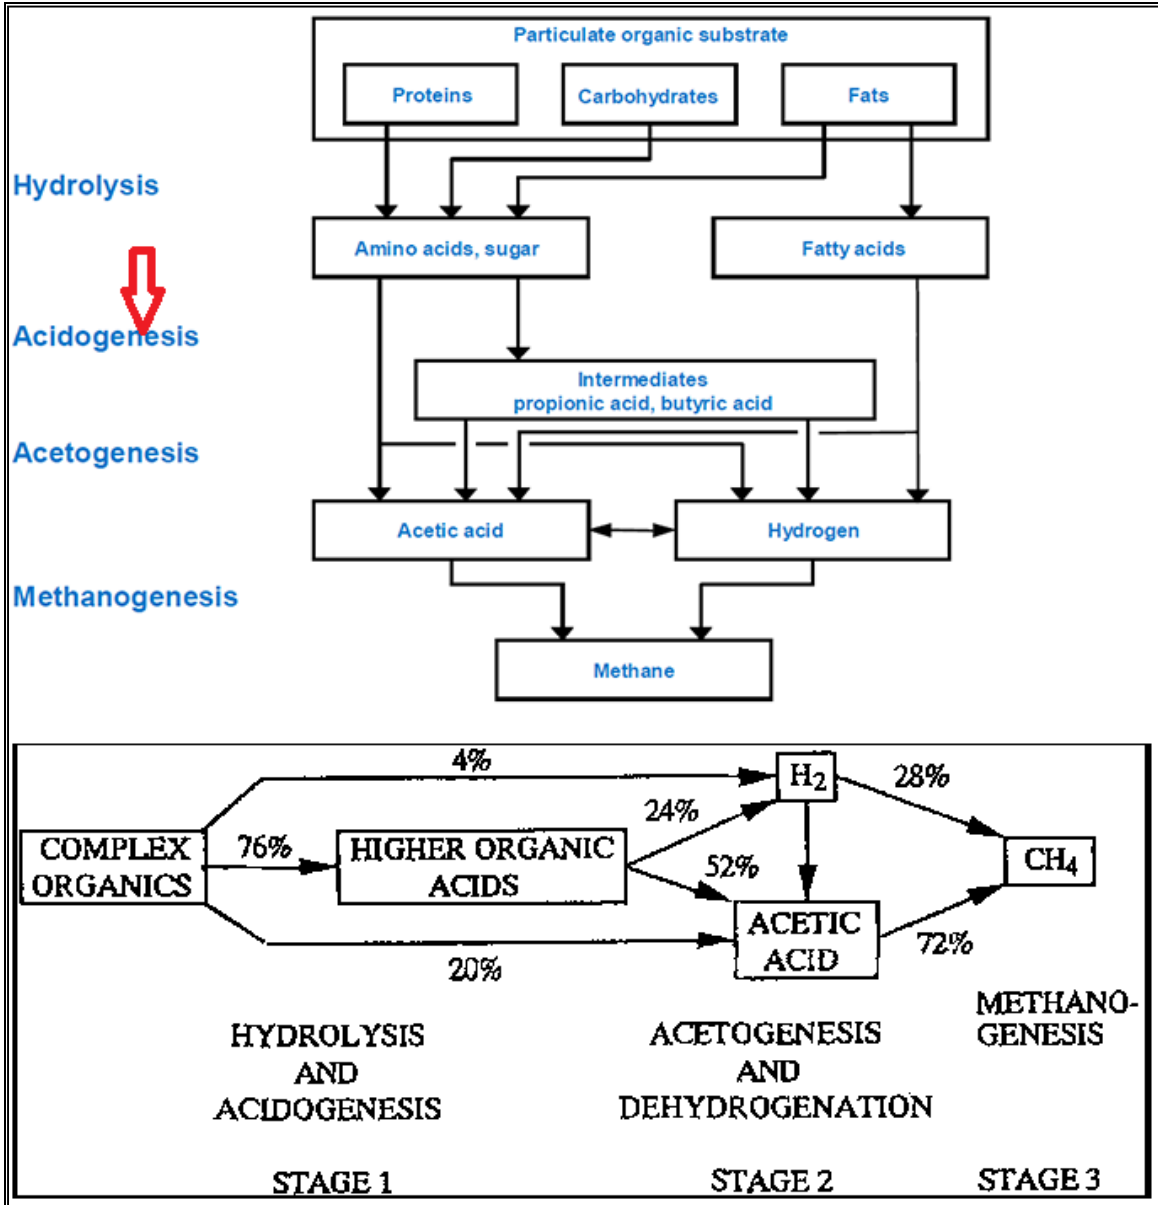 Particulate organic substrate
Proteins
Carbohydrates
Fats
Hydrolysis
Amino acids, sugar
Fatty acids
Acidogenesis
Intermediates
propionic acid, butyric acid
Acetogenesis
Acetic acid
Hydrogen
Methanogenesis
Methane
4%
H2
28%
24%
COMPLEX
ORGANICS
76%
HIGHER ORGANIC
ACIDS
52%
CH4
ACETIC
ACID
20%
72%
HYDROLYSIS
AND
ACIDOGENESIS
ACETOGENESIS
AND
DEHYDROGENATION
METHANO-
GENESIS
STAGE 1
STAGE 2
STAGE 3